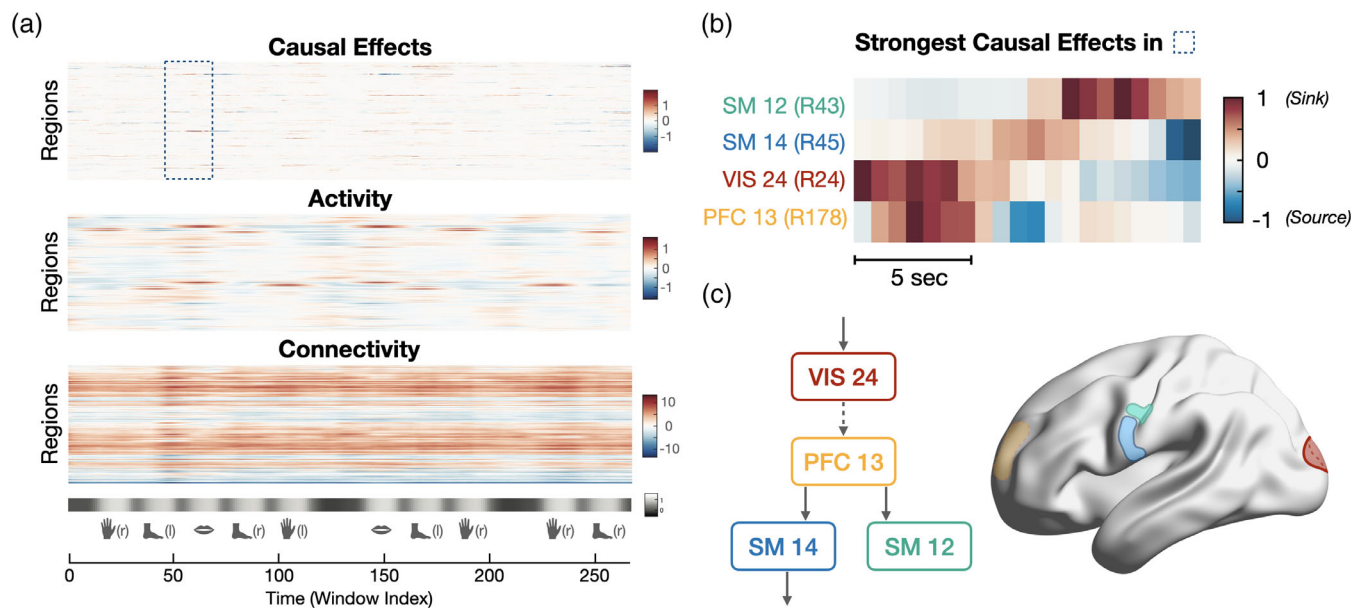 (a)
Causal Effects
Regions
1
0
-1
Activity
Regions
1
0
-1
Connectivity
Regions
10
0
-10
1
0
(r) (l) (r) (l) (l) (r) (r) (r)
0 50 100 150 200 250
Time (Window Index)
(b)
Strongest Causal Effects in
SM 12 (R43)
SM 14 (R45)
VIS 24 (R24)
PFC 13 (R178)
1 (Sink)
0
-1 (Source)
5 sec
(c)
VIS 24
PFC 13
SM 14 SM 12